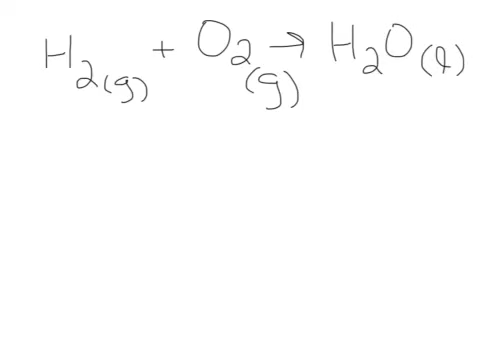 H₂(g) + O₂(g) → H₂O(l)